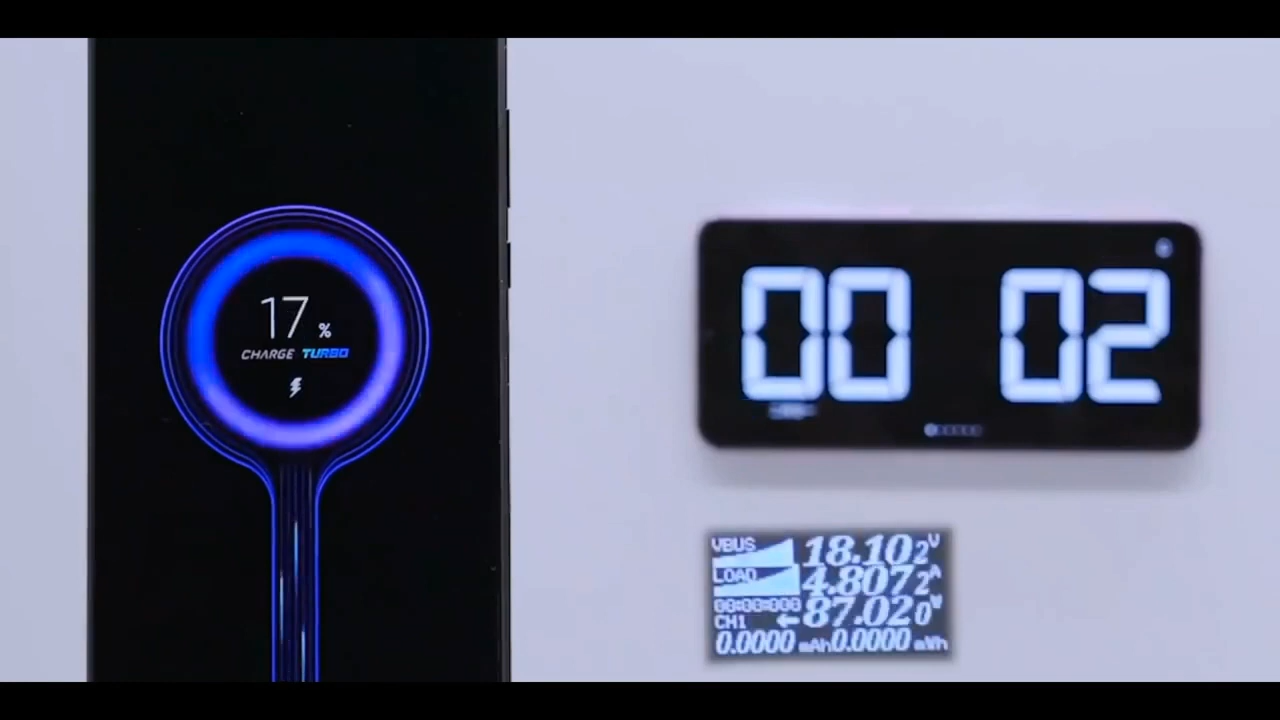 17 %
CHARGE TURBO
00 02
VBUS 18.102V
LOAD 4.8072A
87.020W
CH1
0.0000 mAh 0.0000 mWh